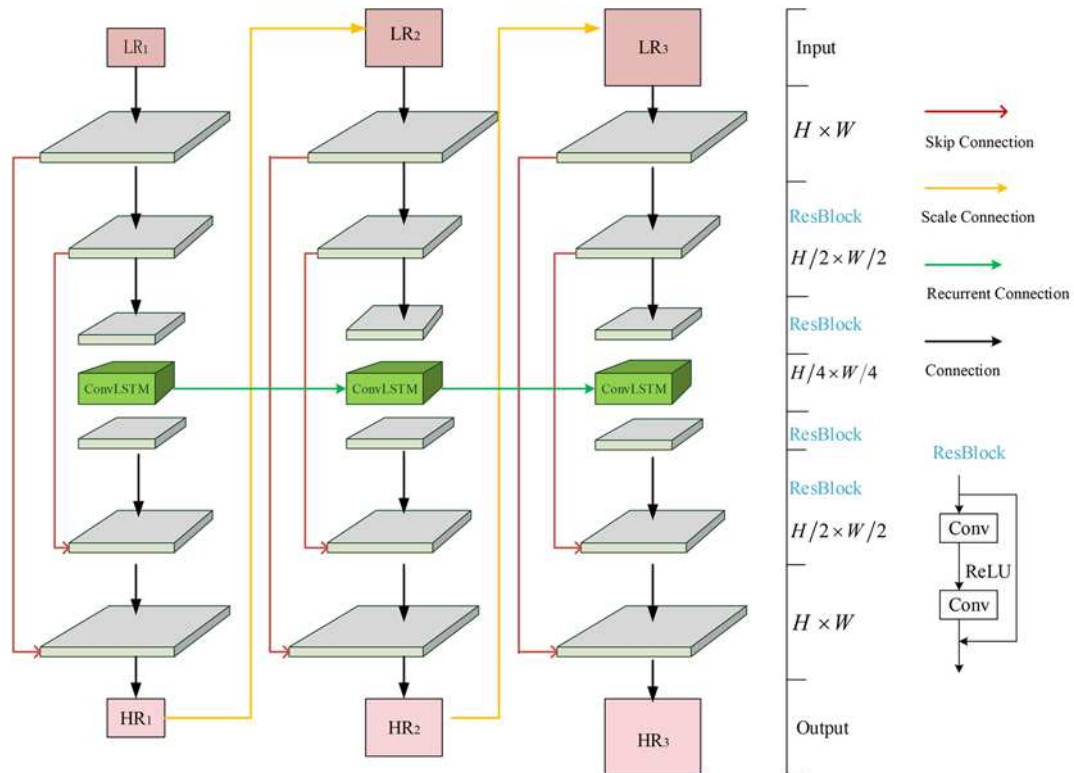 LR1
LR2
LR3
Input
H × W
Skip Connection
ResBlock
Scale Connection
H/2 × W/2
Recurrent Connection
ResBlock
ConvLSTM
ConvLSTM
ConvLSTM
H/4 × W/4
Connection
ResBlock
ResBlock
ResBlock
H/2 × W/2
Conv
ReLU
Conv
H × W
HR1
HR2
HR3
Output